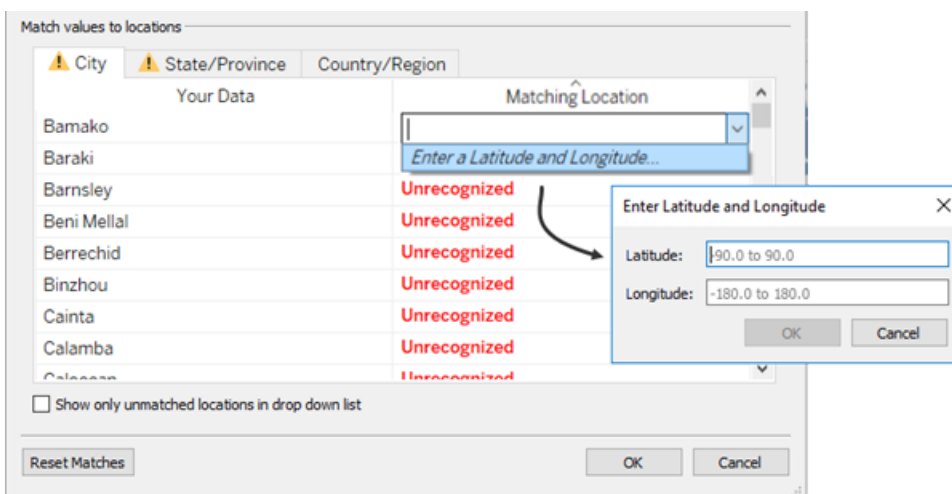 Match values to locations
City State/Province Country/Region
Your Data Matching Location
Bamako
Baraki Enter a Latitude and Longitude...
Barnsley Unrecognized
Beni Mellal Unrecognized
Berrechid Unrecognized
Binzhou Unrecognized
Cainta Unrecognized
Calamba Unrecognized
Caloocan Unrecognized
Show only unmatched locations in drop down list
Reset Matches OK Cancel
Enter Latitude and Longitude
Latitude: -90.0 to 90.0
Longitude: -180.0 to 180.0
OK Cancel